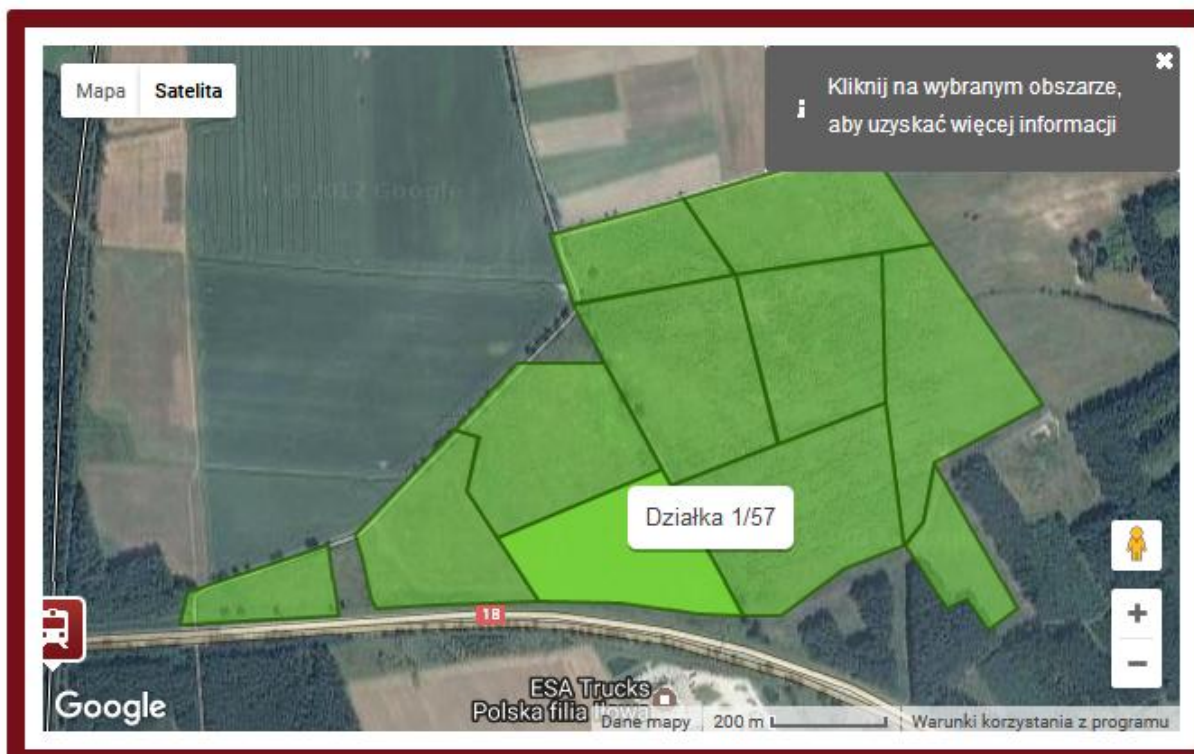 Mapa
Satelita
Kliknij na wybranym obszarze,
aby uzyskać więcej informacji
© 2017 Google
Działka 1/57
18
ESA Trucks
Polska filia Iłowa
Google
Dane mapy
200 m
Warunki korzystania z programu